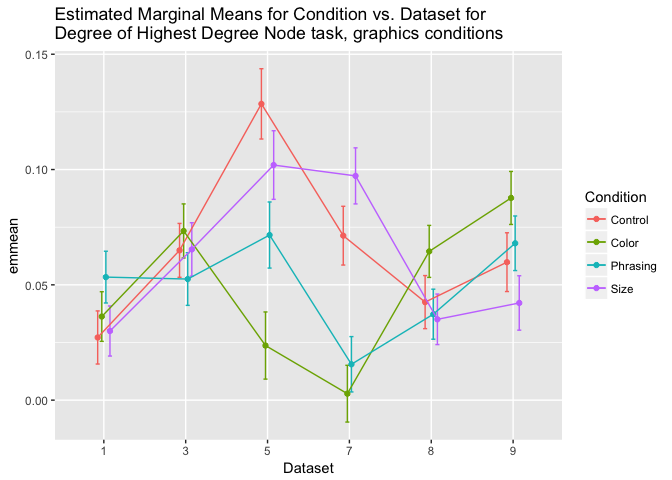 Estimated Marginal Means for Condition vs. Dataset for
Degree of Highest Degree Node task, graphics conditions
0.15
0.10
0.05
0.00
emmean
1 3 5 7 8 9
Dataset
Condition
Control
Color
Phrasing
Size